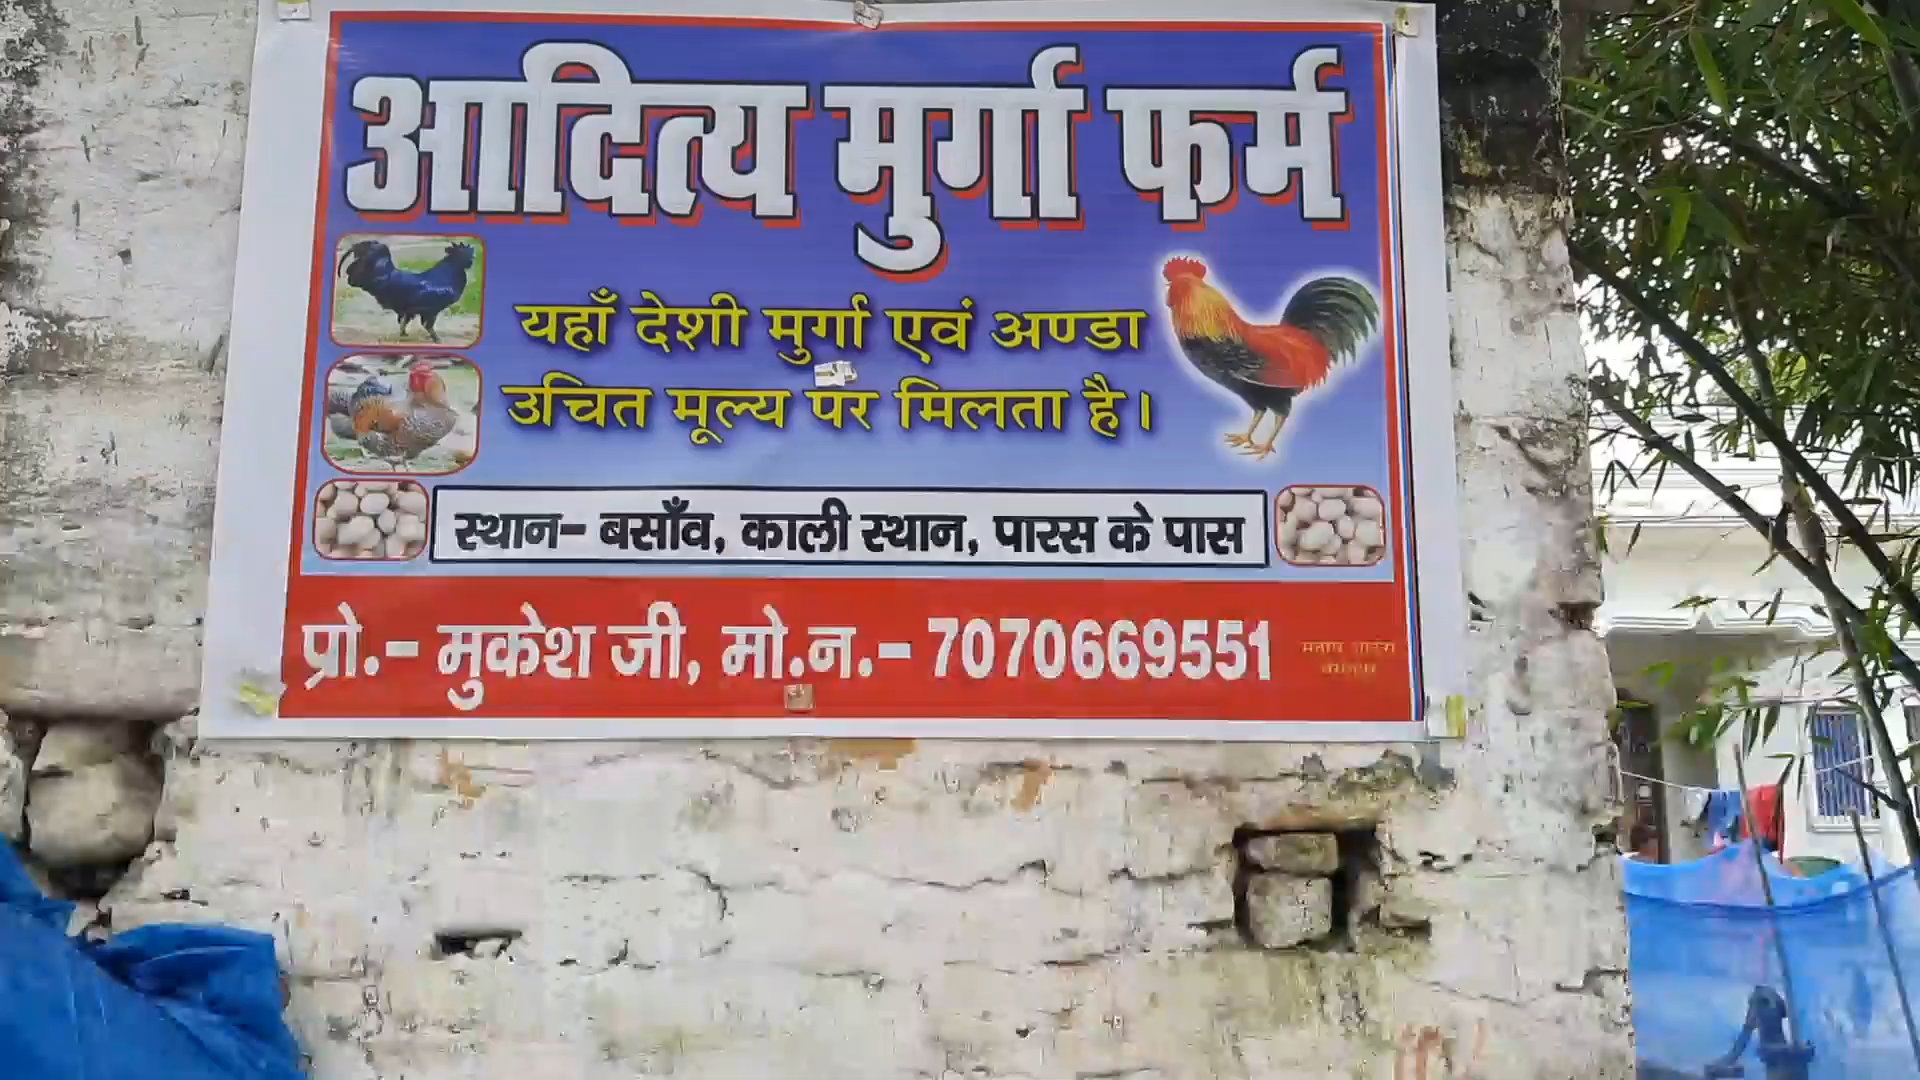 आदित्य मुर्गा फर्म
यहाँ देशी मुर्गा एवं अण्डा
उचित मूल्य पर मिलता है।
स्थान- बसाँव, काली स्थान, पारस के पास
प्रो.- मुकेश जी, मो.न.- 7070669551